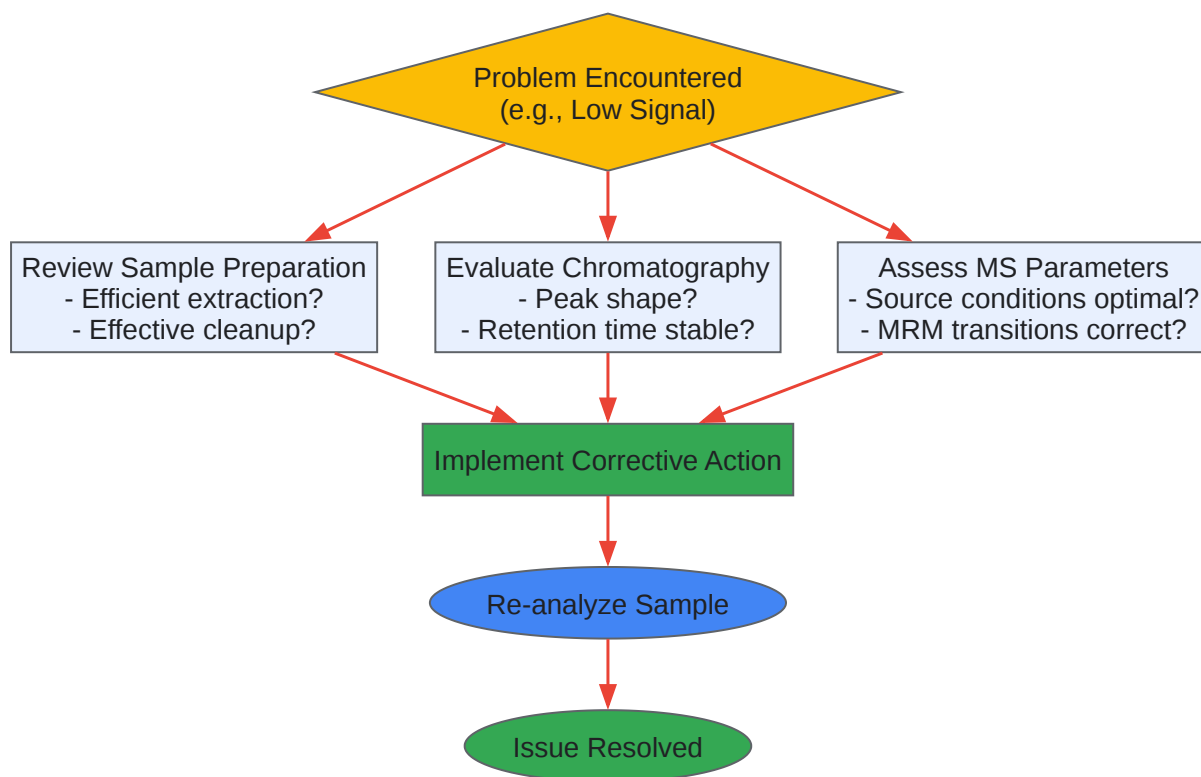 Problem Encountered
(e.g., Low Signal)
Review Sample Preparation
- Efficient extraction?
- Effective cleanup?
Evaluate Chromatography
- Peak shape?
- Retention time stable?
Assess MS Parameters
- Source conditions optimal?
- MRM transitions correct?
Implement Corrective Action
Re-analyze Sample
Issue Resolved